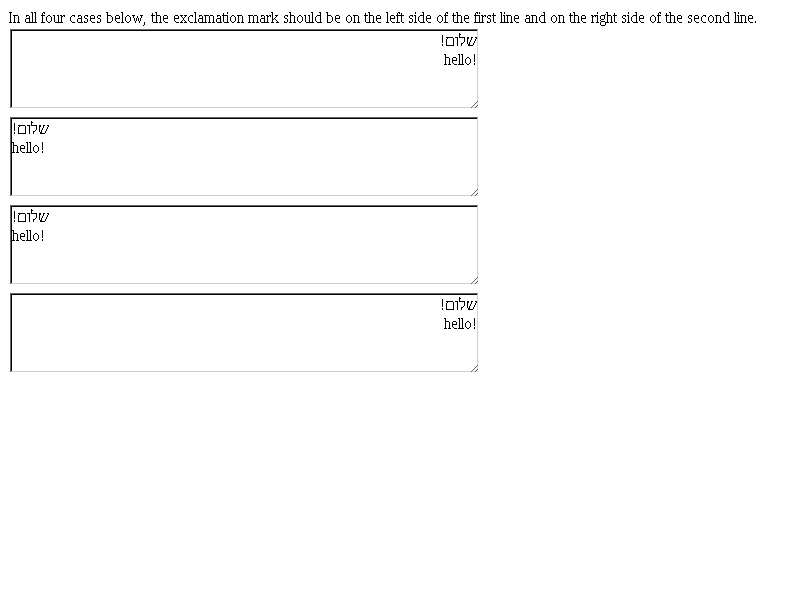 In all four cases below, the exclamation mark should be on the left side of the first line and on the right side of the second line.
שלום!
hello!
שלום!
hello!
שלום!
hello!
שלום!
hello!